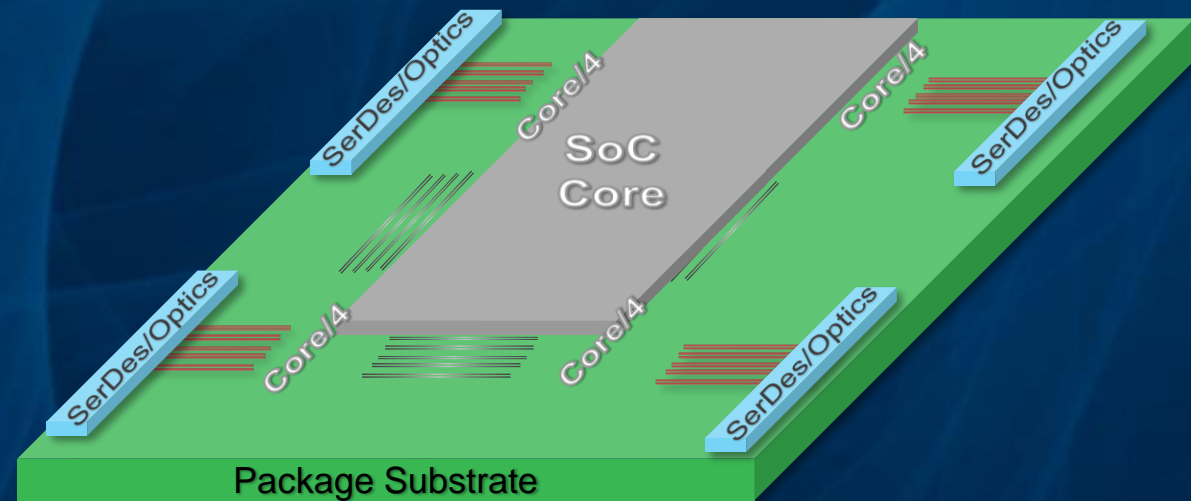 SerDes/Optics
Core/4
Core/4
SerDes/Optics
SoC
Core
SerDes/Optics
Core/4
Core/4
SerDes/Optics
Package Substrate